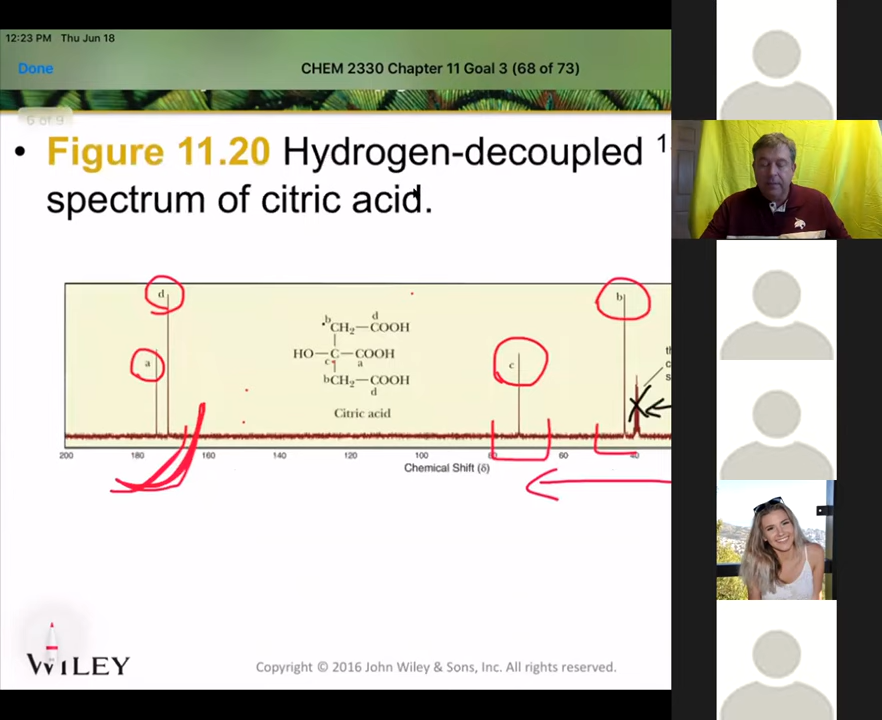 12:23 PM Thu Jun 18
Done
CHEM 2330 Chapter 11 Goal 3 (68 of 73)
6 of 9
• Figure 11.20 Hydrogen-decoupled 1
spectrum of citric acid.
d
b
a
c
b CH2—COOH
d
HO—C—COOH
c
a
bCH2—COOH
d
Citric acid
200 180 160 140 120 100 60 40
Chemical Shift (δ)
WILEY
Copyright © 2016 John Wiley & Sons, Inc. All rights reserved.